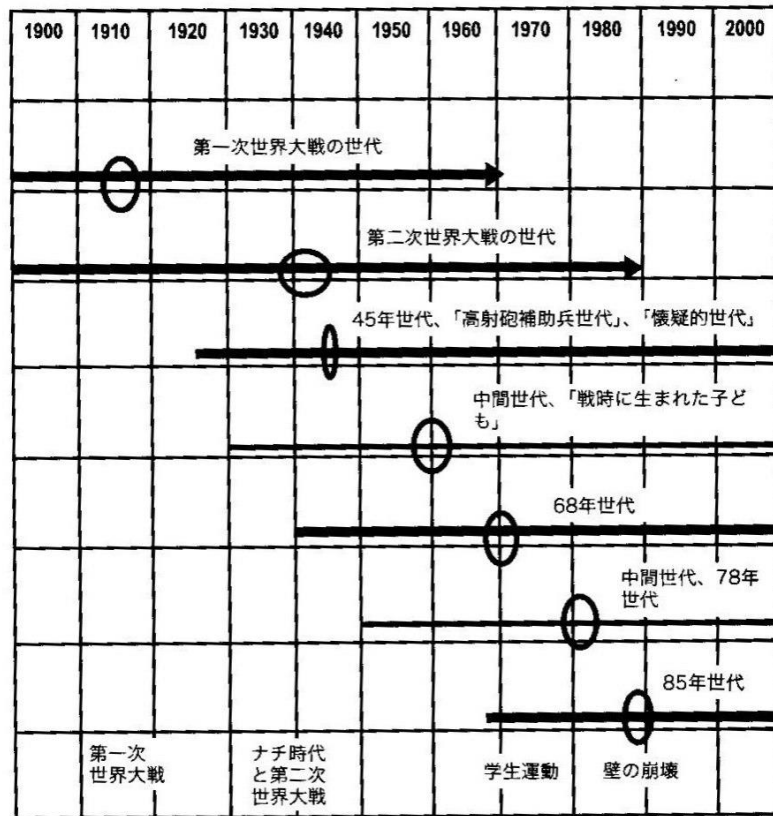 1900 1910 1920 1930 1940 1950 1960 1970 1980 1990 2000
第一次世界大戦の世代
第二次世界大戦の世代
45年世代、「高射砲補助兵世代」、「懐疑的世代」
中間世代、「戦時に生まれた子ど
も」
68年世代
中間世代、78年
世代
85年世代
第一次
世界大戦
ナチ時代
と第二次
世界大戦
学生運動
壁の崩壊